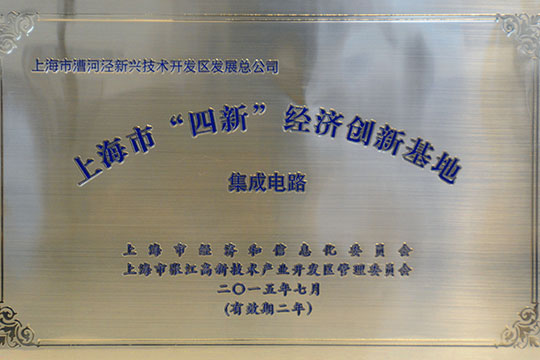 上海市漕河泾新兴技术开发区发展总公司
上海市“四新”经济创新基地
集成电路
上海市经济和信息化委员会
上海市张江高新技术产业开发区管理委员会
二〇一五年七月
(有效期二年)